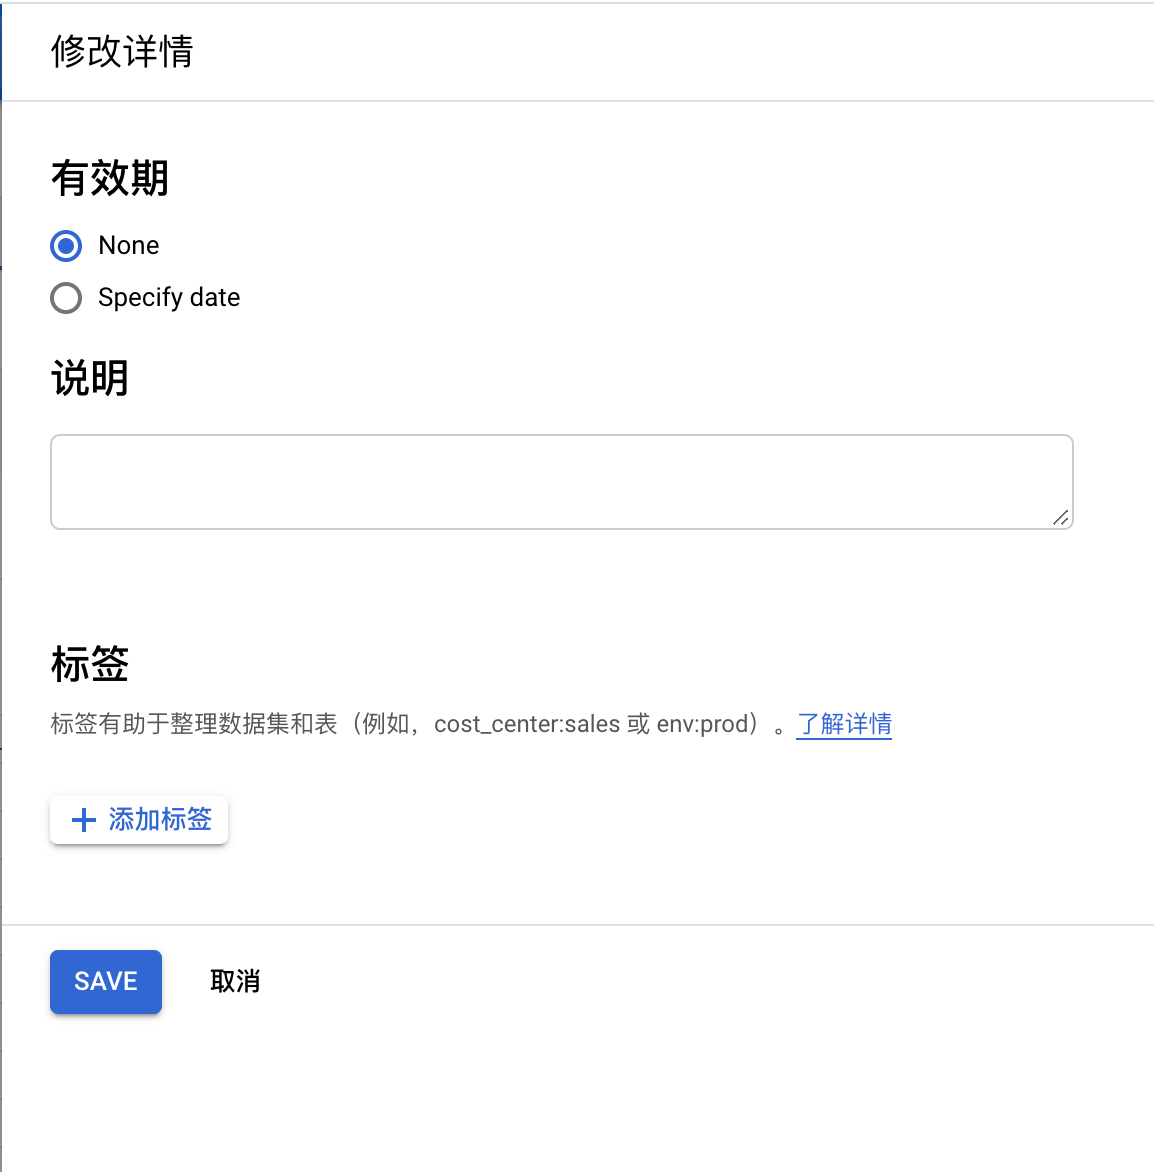 修改详情
有效期
None
Specify date
说明
标签
标签有助于整理数据集和表（例如，cost_center:sales 或 env:prod）。了解详情
添加标签
SAVE
取消